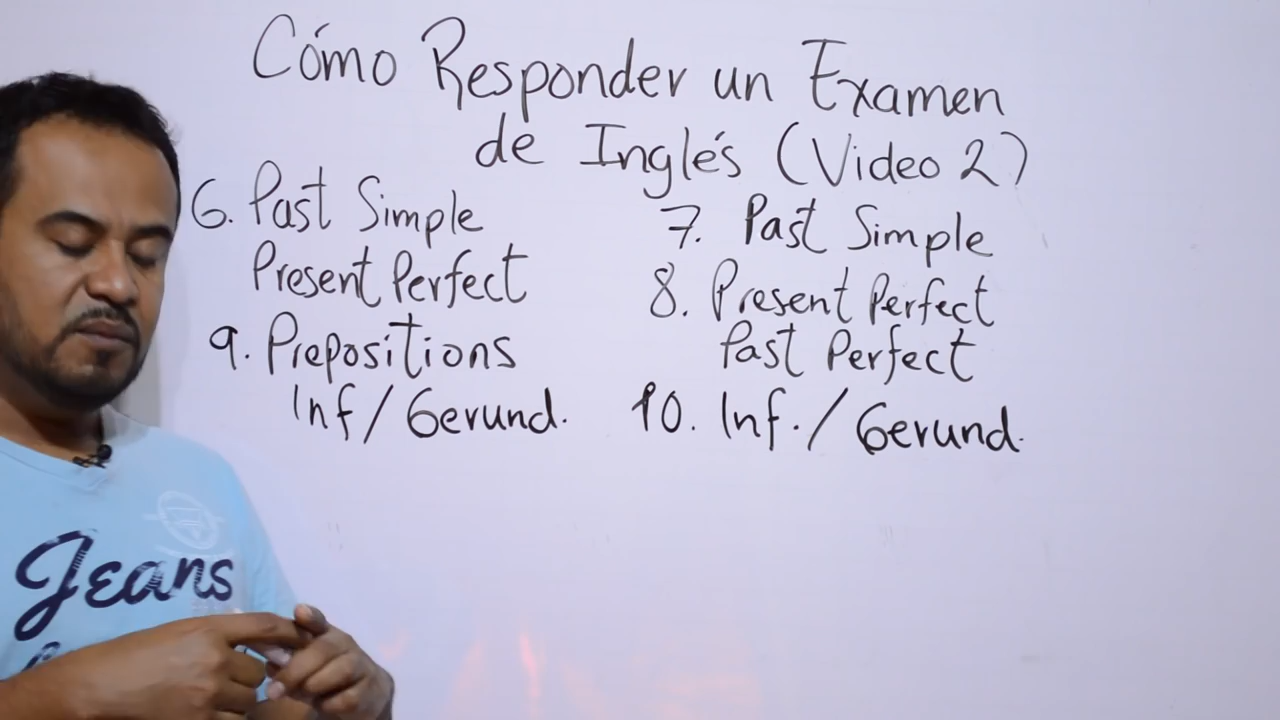 Cómo Responder un Examen
de Inglés (Video 2)
6. Past Simple
Present Perfect
9. Prepositions
Inf / Gerund.
7. Past Simple
8. Present Perfect
Past Perfect
10. Inf. / Gerund.
Jeans